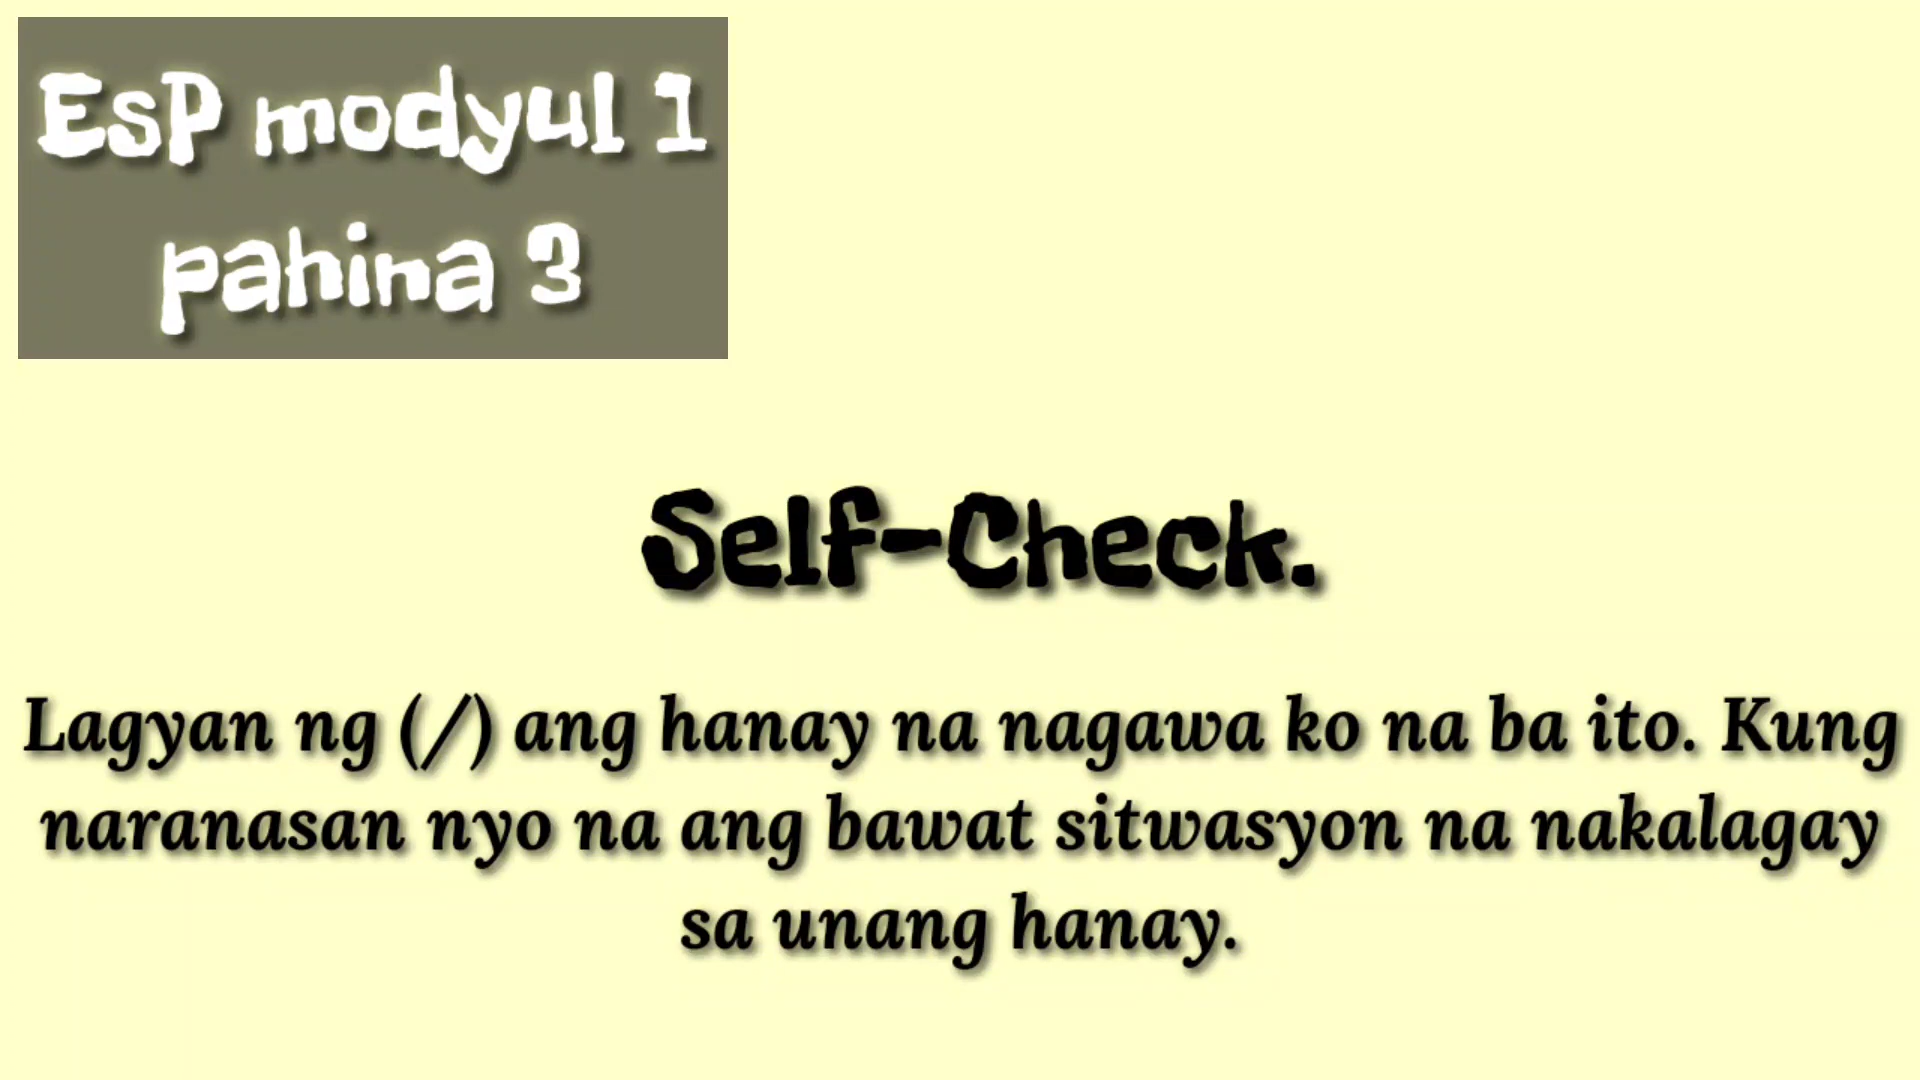 EsP modyul 1
pahina 3
Self-Check.
Lagyan ng (/) ang hanay na nagawa ko na ba ito. Kung
naranasan nyo na ang bawat sitwasyon na nakalagay
sa unang hanay.